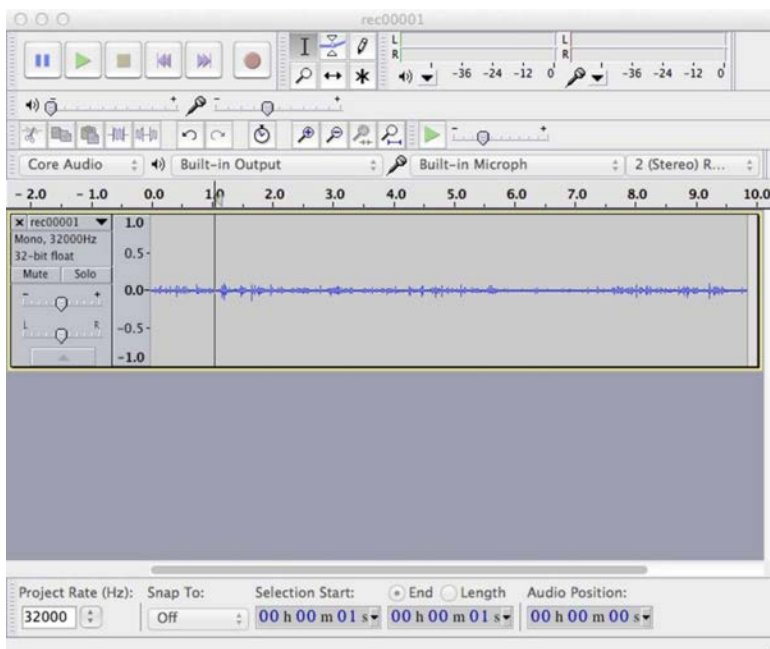 rec00001
L
R
-36 -24 -12 0
L
R
-36 -24 -12 0
Core Audio
Built-in Output
Built-in Microph
2 (Stereo) R...
- 2.0 - 1.0 0.0 1.0 2.0 3.0 4.0 5.0 6.0 7.0 8.0 9.0 10.0
rec00001
Mono, 32000Hz
32-bit float
Mute Solo
- +
L R
1.0
0.5
0.0
-0.5
-1.0
Project Rate (Hz): Snap To: Selection Start: End Length Audio Position:
32000 Off 00 h 00 m 01 s 00 h 00 m 01 s 00 h 00 m 00 s